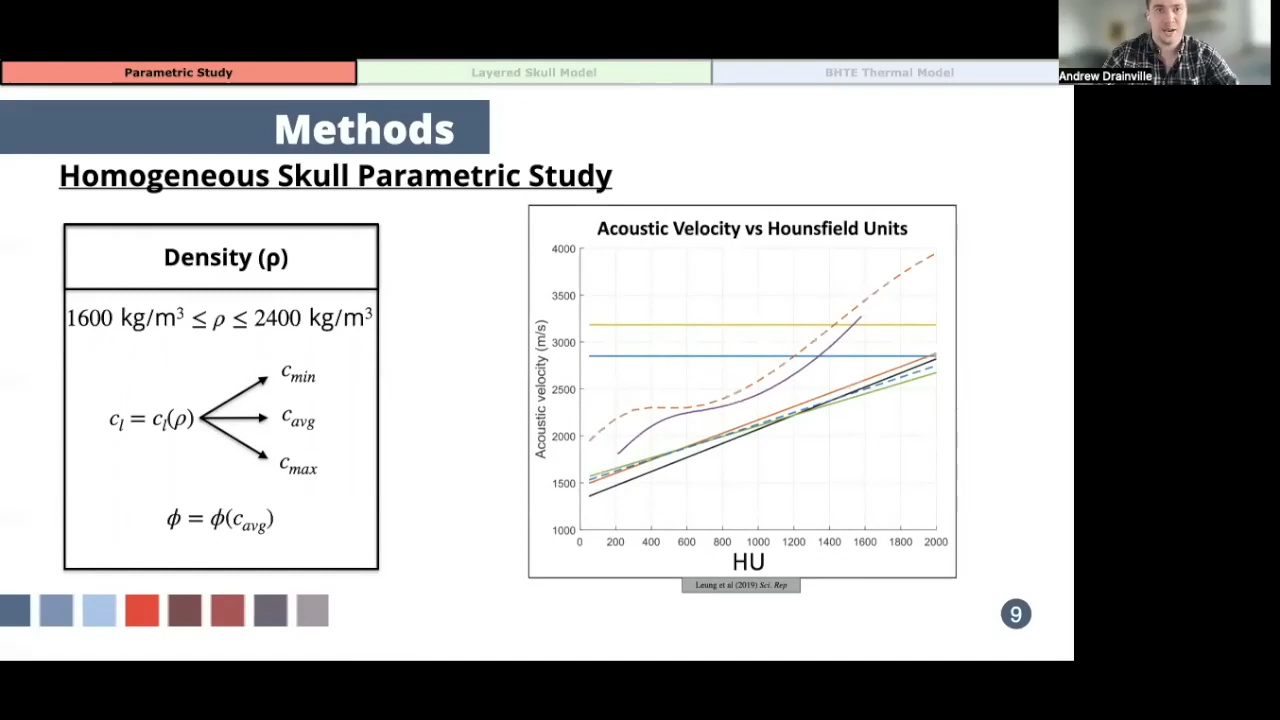 Andrew Drainville
Parametric Study
Layered Skull Model
BHTE Thermal Model
Methods
Homogeneous Skull Parametric Study
Density (ρ)
1600 kg/m³ ≤ ρ ≤ 2400 kg/m³
c_min
c_l = c_l(ρ)
c_avg
c_max
ϕ = ϕ(c_avg)
Acoustic Velocity vs Hounsfield Units
Acoustic velocity (m/s)
4000
3500
3000
2500
2000
1500
1000
0 200 400 600 800 1000 1200 1400 1600 1800 2000
HU
Leung et al (2019) Sci. Rep
9